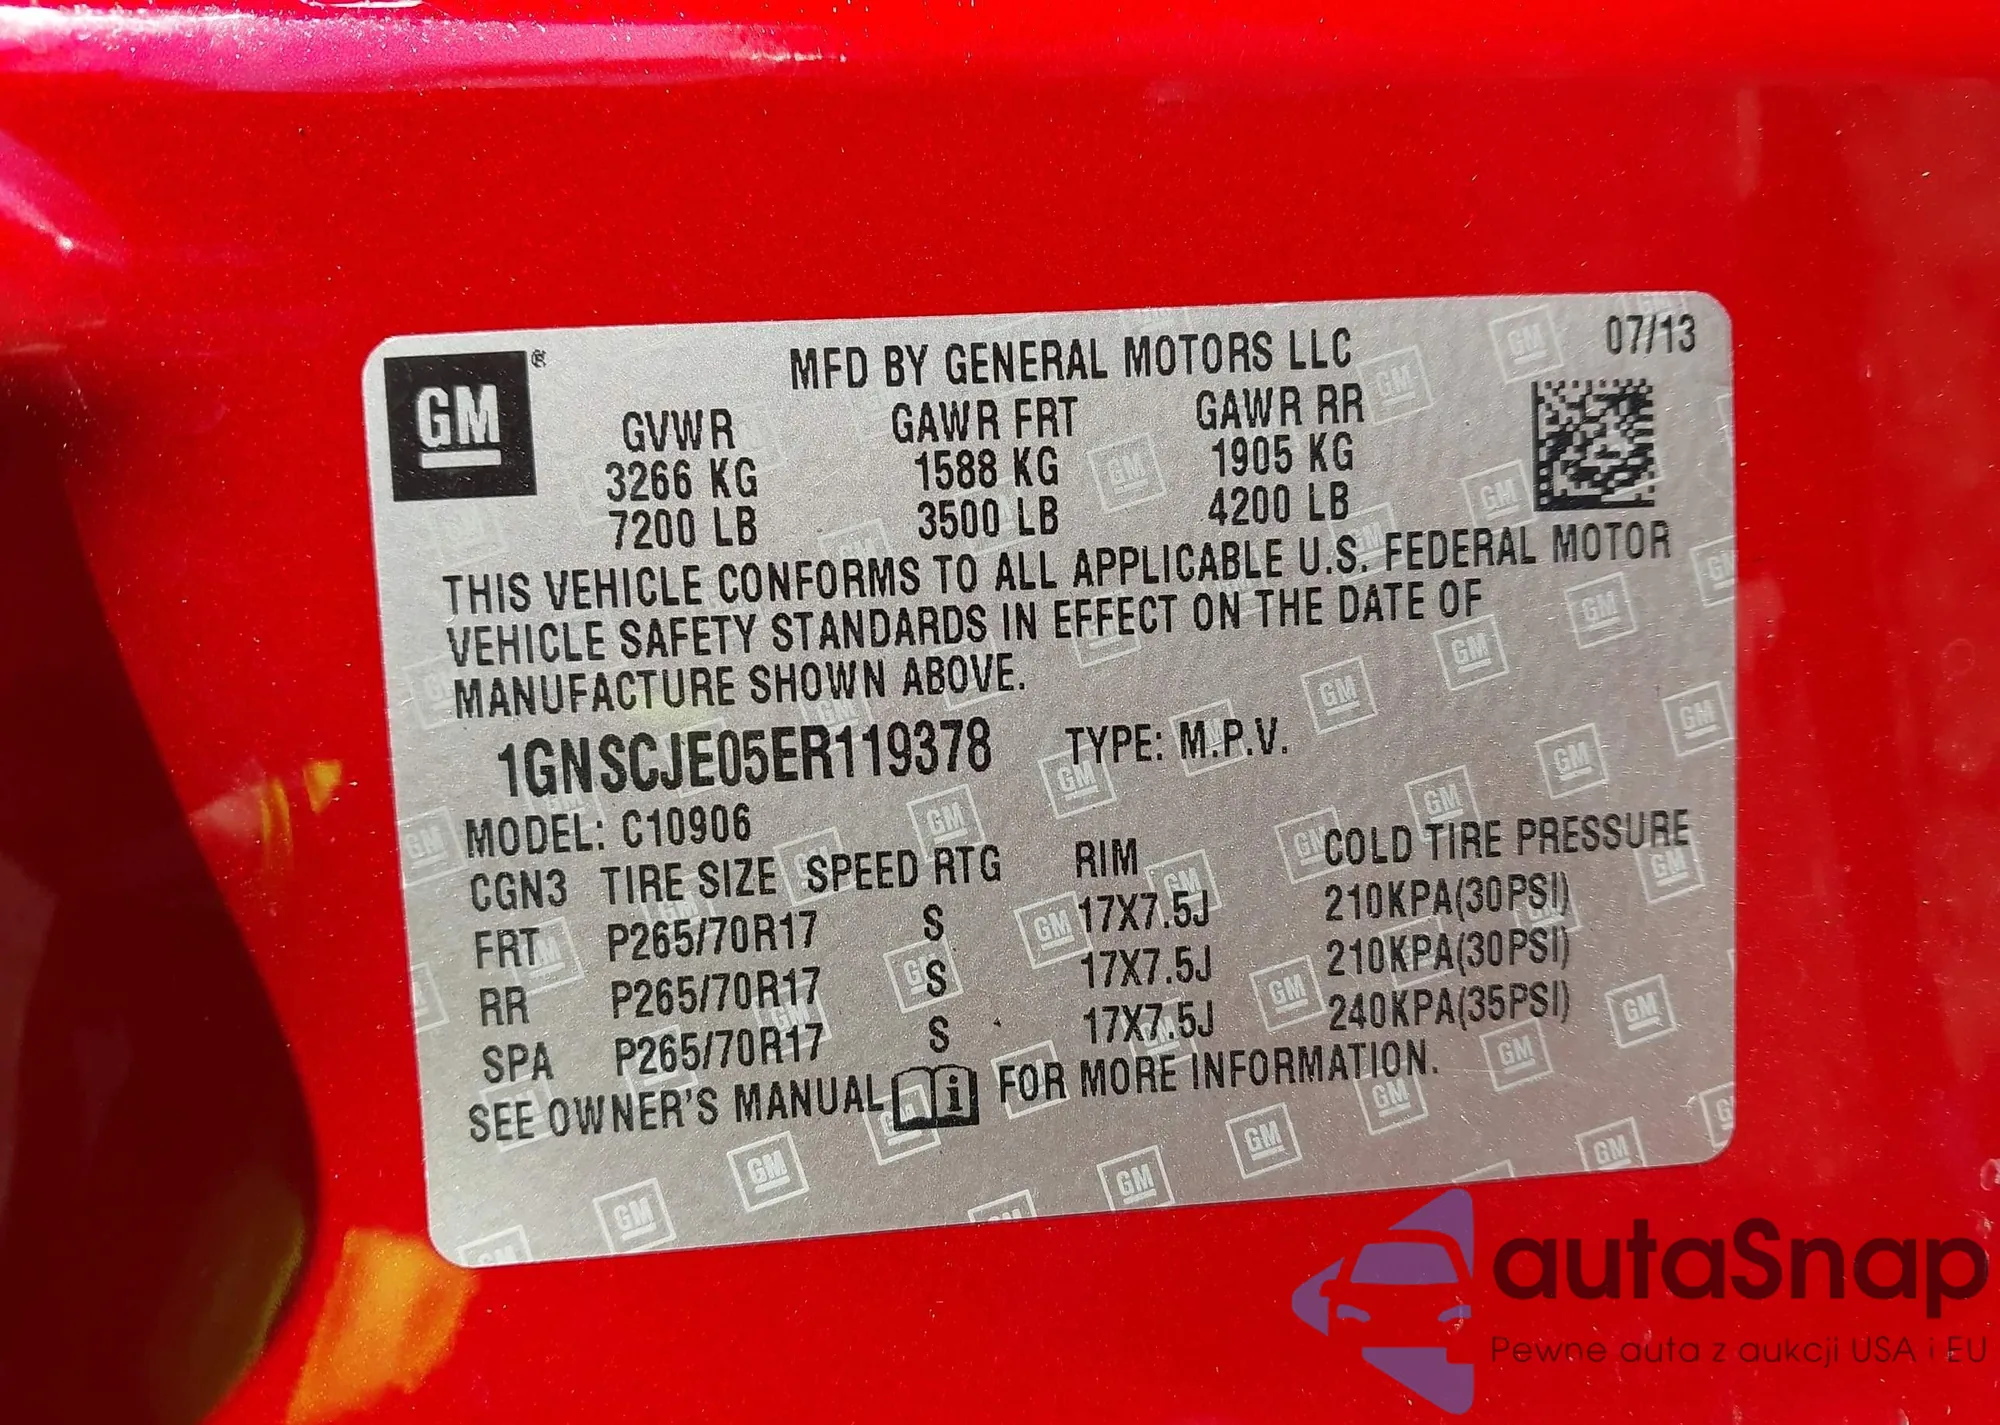 GM®
MFD BY GENERAL MOTORS LLC 07/13
GVWR GAWR FRT GAWR RR
3266 KG 1588 KG 1905 KG
7200 LB 3500 LB 4200 LB
THIS VEHICLE CONFORMS TO ALL APPLICABLE U.S. FEDERAL MOTOR
VEHICLE SAFETY STANDARDS IN EFFECT ON THE DATE OF
MANUFACTURE SHOWN ABOVE.
1GNSCJE05ER119378 TYPE: M.P.V.
MODEL: C10906
CGN3 TIRE SIZE SPEED RTG RIM COLD TIRE PRESSURE
FRT P265/70R17 S 17X7.5J 210KPA(30PSI)
RR P265/70R17 S 17X7.5J 210KPA(30PSI)
SPA P265/70R17 S 17X7.5J 240KPA(35PSI)
SEE OWNER'S MANUAL i FOR MORE INFORMATION.
autaSnap
Pewne auta z aukcji USA i EU